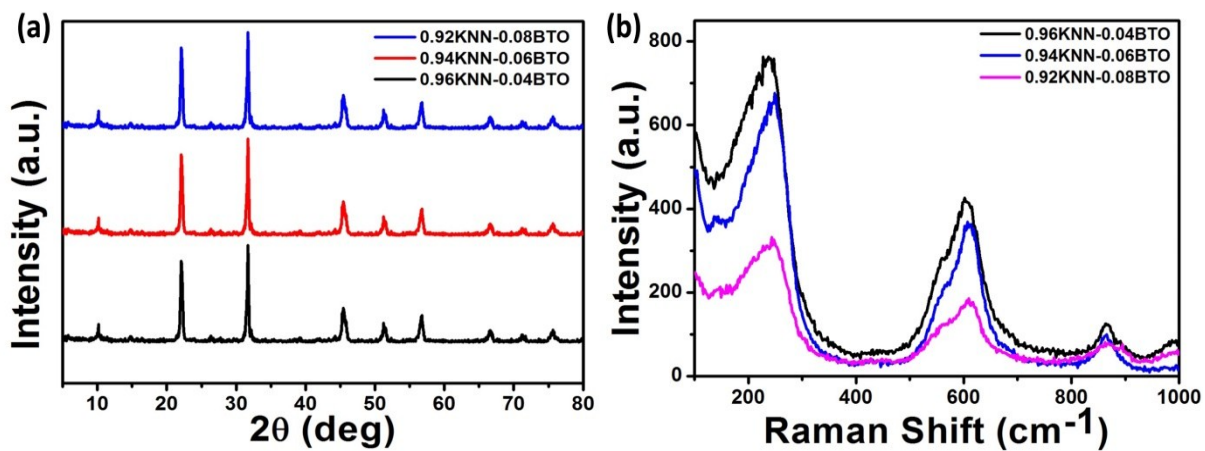 (a)
0.92KNN-0.08BTO
0.94KNN-0.06BTO
0.96KNN-0.04BTO
Intensity (a.u.)
10 20 30 40 50 60 70 80
2θ (deg)
(b)
800
600
400
200
0
0.96KNN-0.04BTO
0.94KNN-0.06BTO
0.92KNN-0.08BTO
Intensity (a.u.)
200 400 600 800 1000
Raman Shift (cm-1)